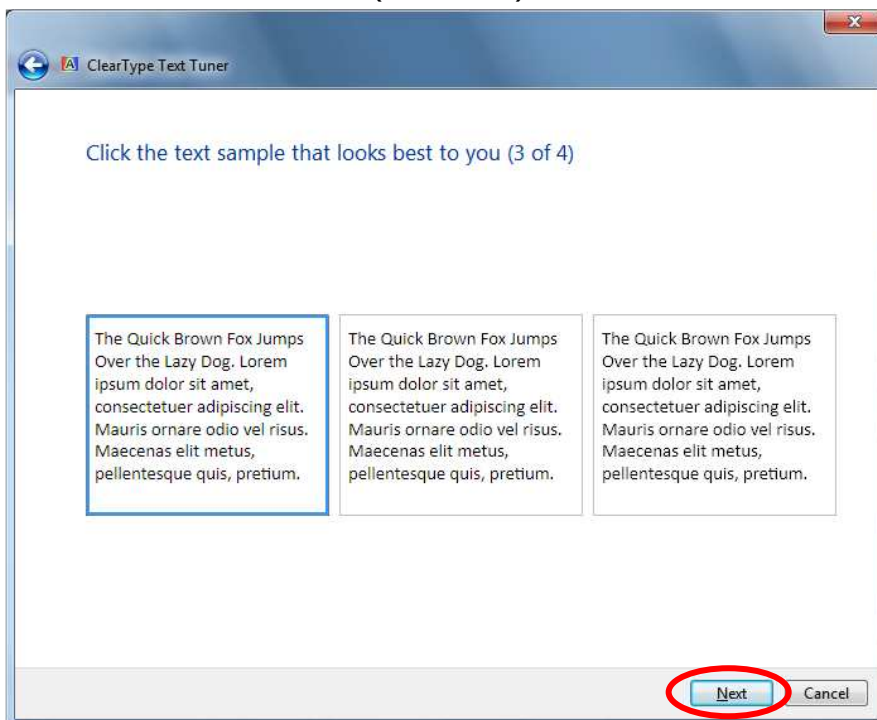 ClearType Text Tuner
Click the text sample that looks best to you (3 of 4)
The Quick Brown Fox Jumps
Over the Lazy Dog. Lorem
ipsum dolor sit amet,
consectetuer adipiscing elit.
Mauris ornare odio vel risus.
Maecenas elit metus,
pellentesque quis, pretium.
The Quick Brown Fox Jumps
Over the Lazy Dog. Lorem
ipsum dolor sit amet,
consectetuer adipiscing elit.
Mauris ornare odio vel risus.
Maecenas elit metus,
pellentesque quis, pretium.
The Quick Brown Fox Jumps
Over the Lazy Dog. Lorem
ipsum dolor sit amet,
consectetuer adipiscing elit.
Mauris ornare odio vel risus.
Maecenas elit metus,
pellentesque quis, pretium.
Next
Cancel